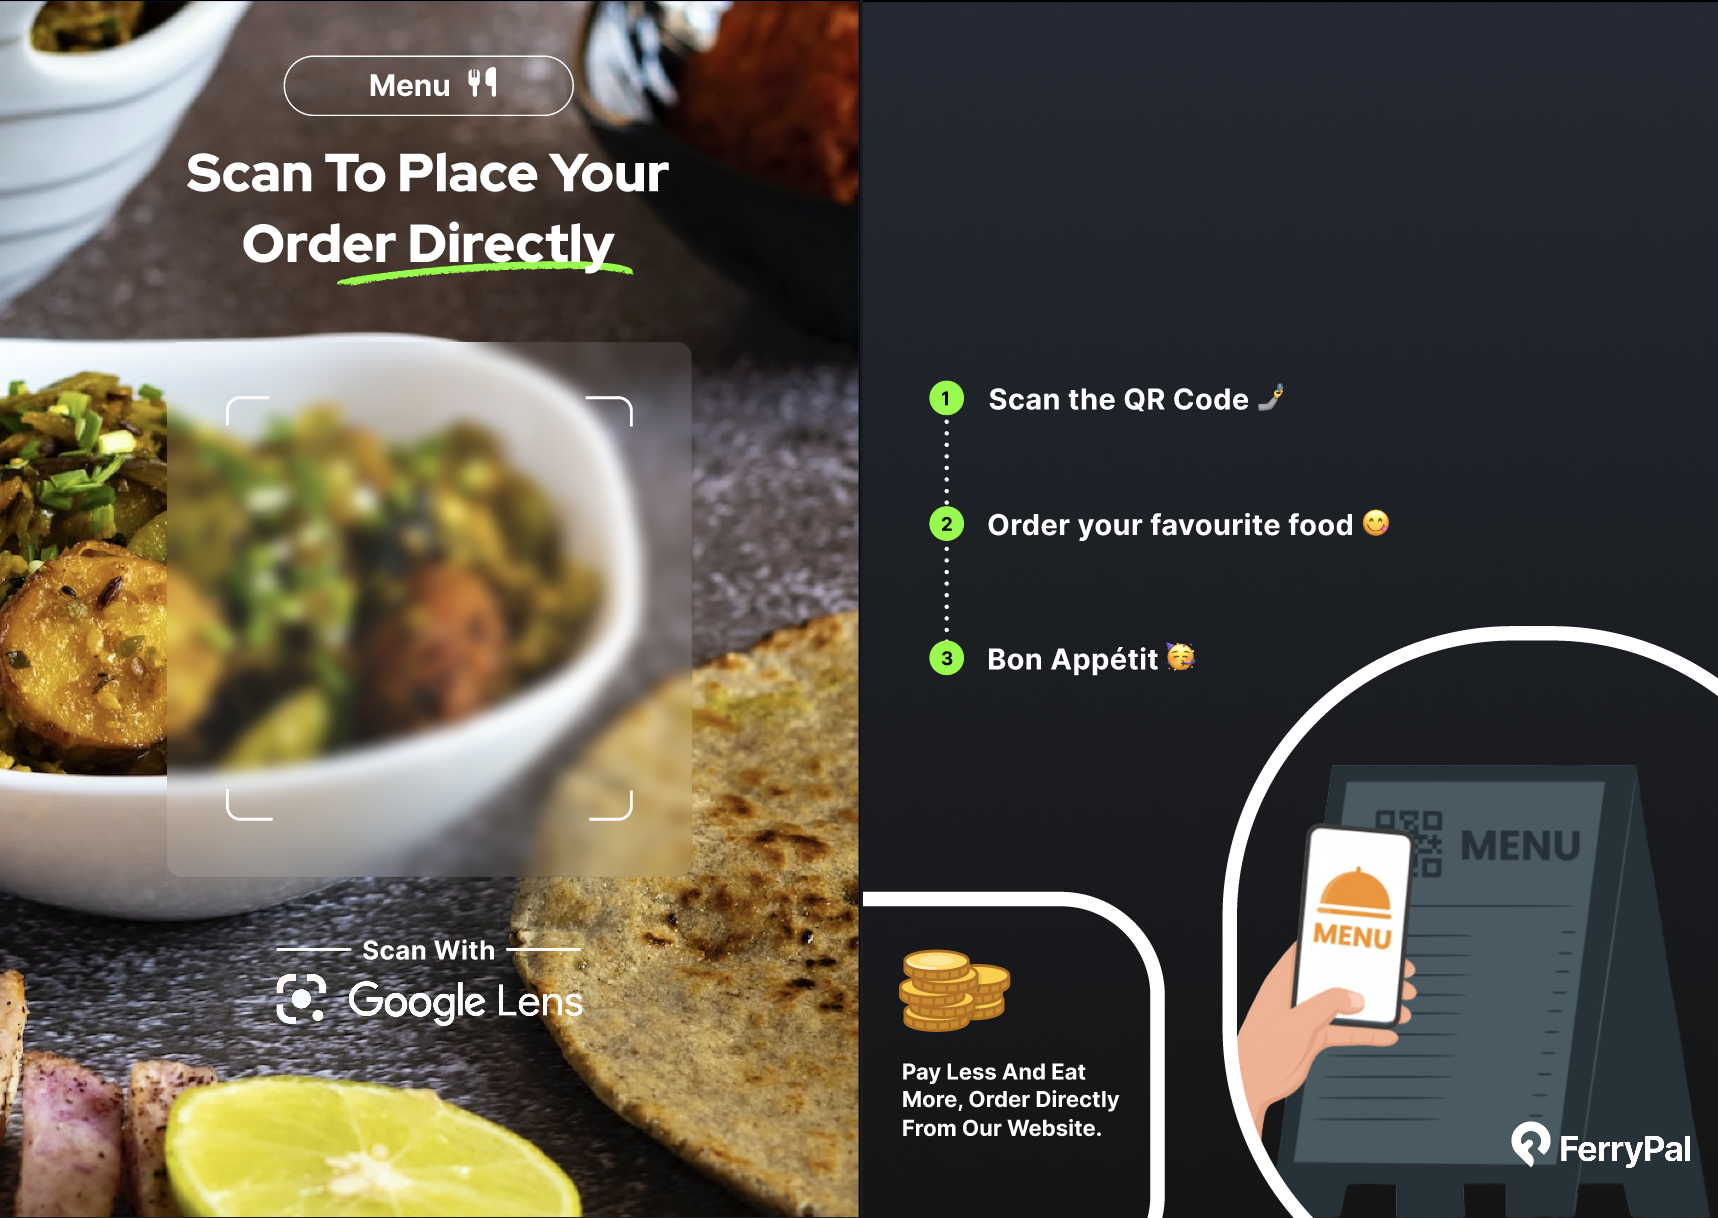 Menu
Scan To Place Your
Order Directly
Scan With
Google Lens
1 Scan the QR Code
2 Order your favourite food
3 Bon Appétit
Pay Less And Eat
More, Order Directly
From Our Website.
MENU
MENU
FerryPal